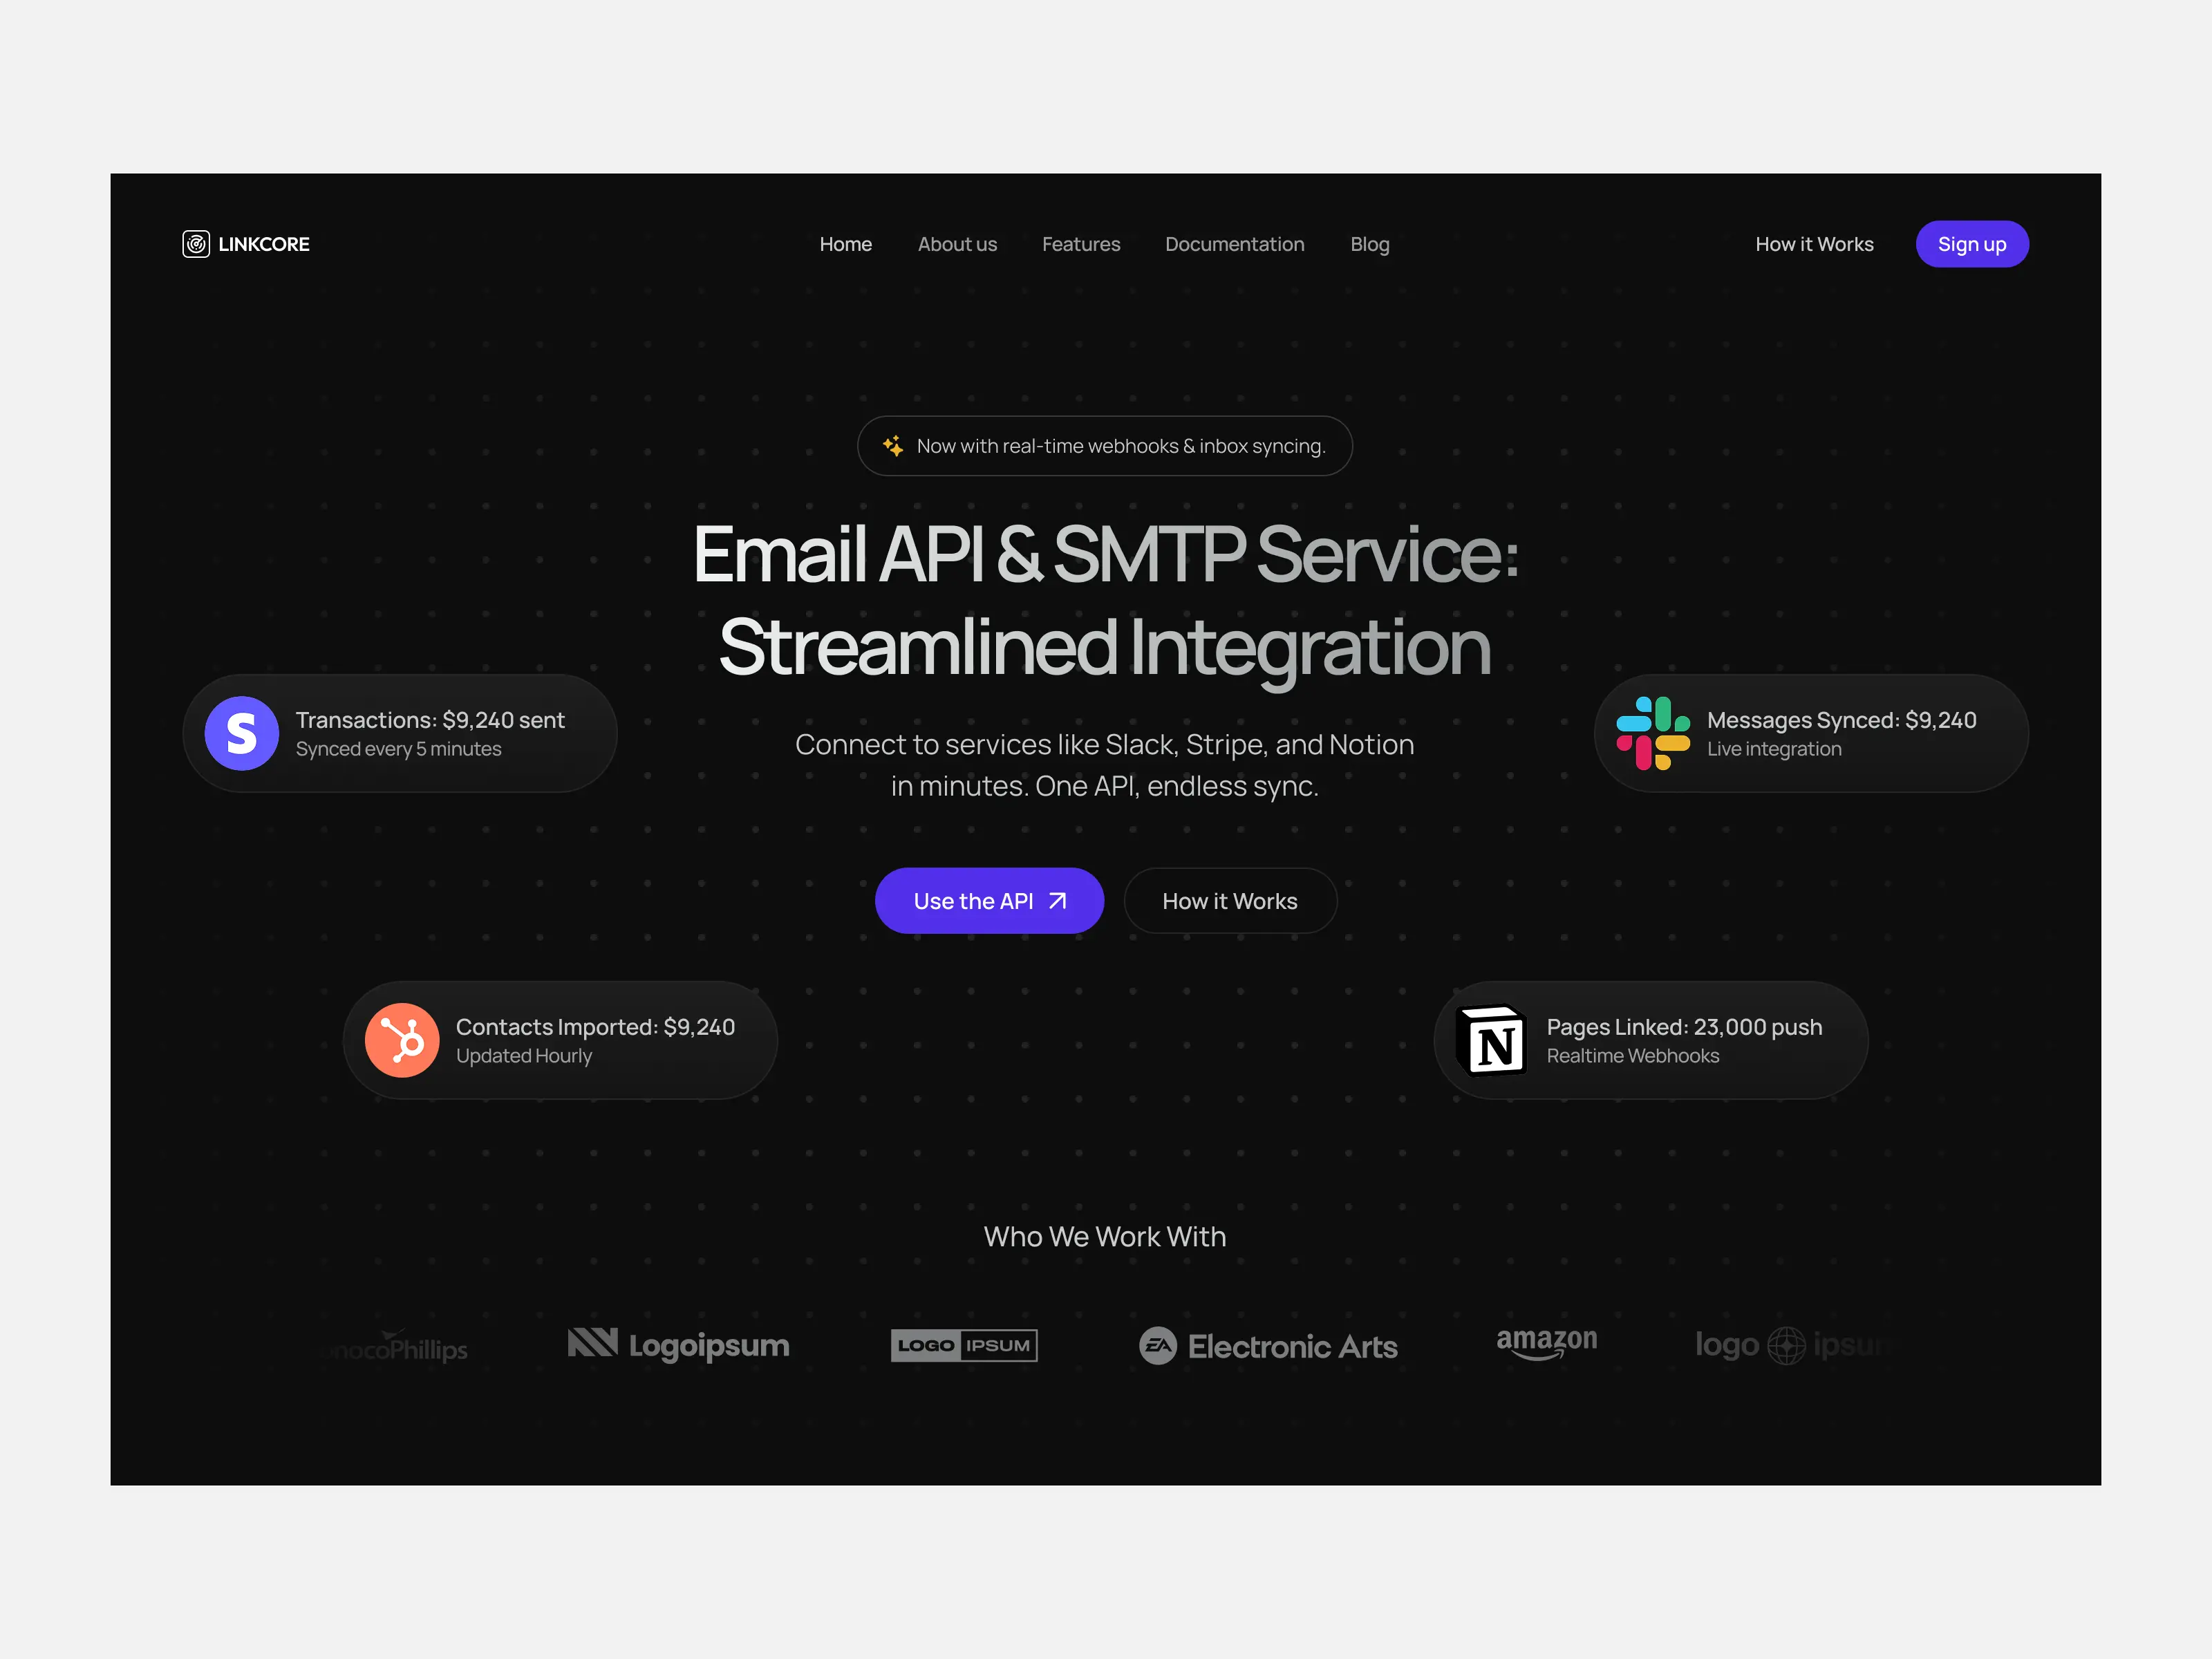 LINKCORE
Home
About us
Features
Documentation
Blog
How it Works
Sign up
Now with real-time webhooks & inbox syncing.
Email API & SMTP Service:
Streamlined Integration
S
Transactions: $9,240 sent
Synced every 5 minutes
Messages Synced: $9,240
Live integration
Connect to services like Slack, Stripe, and Notion
in minutes. One API, endless sync.
Use the API
How it Works
Contacts Imported: $9,240
Updated Hourly
N
Pages Linked: 23,000 push
Realtime Webhooks
Who We Work With
onocoPhillips
Logoipsum
LOGO IPSUM
EA Electronic Arts
amazon
logo ipsum